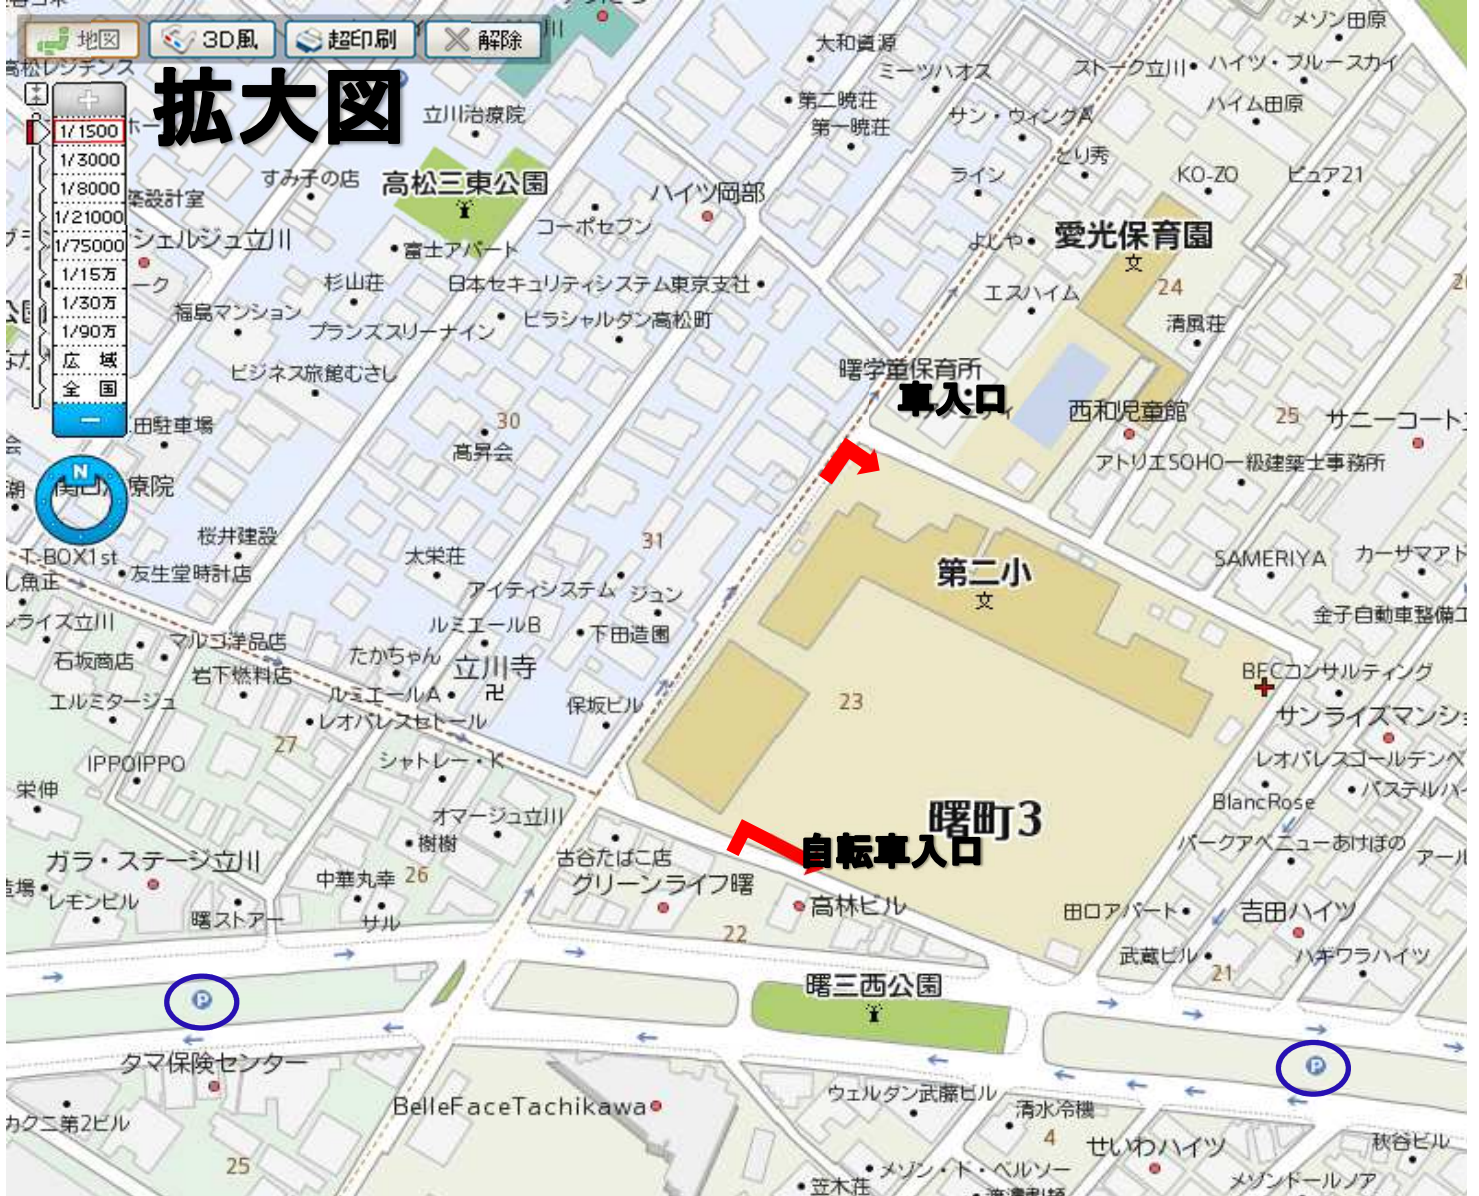 地図
3D風
超印刷
解除
拡大図
1/1500
1/3000
1/8000
1/21000
1/75000
1/15万
1/30万
1/90万
広 域
全 国
N
メゾン田原
大和資源
ミーツハオス
ストーク立川
ハイツ・ブルースカイ
第二暁荘
第一暁荘
ハイム田原
立川治療院
とり秀
すみ子の店
高松三東公園
ハイツ岡部
ライン
KO-ZO
ピュア21
築設計室
コーポセブン
愛光保育園
文
シェルジュ立川
富士アパート
よしや
杉山荘
日本セキュリティシステム東京支社
エスハイム
24
福島マンション
プランズスリーナイン
ビラシャルダン高松町
清風荘
ビジネス旅館むさし
曙学童保育所
車入口
西和児童館
25
田駐車場
30
高昇会
アトリエSOHO一級建築士事務所
桜井建設
31
T-BOX1st
友生堂時計店
太栄荘
アイティシステム
ジュン
第二小
文
SAMERIYA
カーサマアド
し魚正
ルミエールB
下田造園
金子自動車整備工
マルゴ洋品店
石坂商店
岩下燃料店
たかちゃん
立川寺
卍
BFCコンサルティング
エルミタージュ
ルミエールA
レオパレスセトール
保坂ビル
23
サンライズマンショ
27
IPPOIPPO
シャトレー・K
レオパレスゴールデンベ
栄伸
オマージュ立川
曙町3
BlancRose
パステルハイ
樹樹
自転車入口
パークアベニューあけぼの
ガラ・ステージ立川
26
古谷たばこ店
グリーンライフ曙
レモンビル
中華丸幸
サル
曙ストアー
高林ビル
22
田口アパート
吉田ハイツ
武蔵ビル
21
ハギワラハイツ
曙三西公園
P
P
タマ保険センター
BelleFaceTachikawa
ウェルダン武藤ビル
清水冷機
カクニ第2ビル
4
せいわハイツ
秋谷ビル
25
メゾン・ド・ベルソー
笠木荘
メゾンドールノア